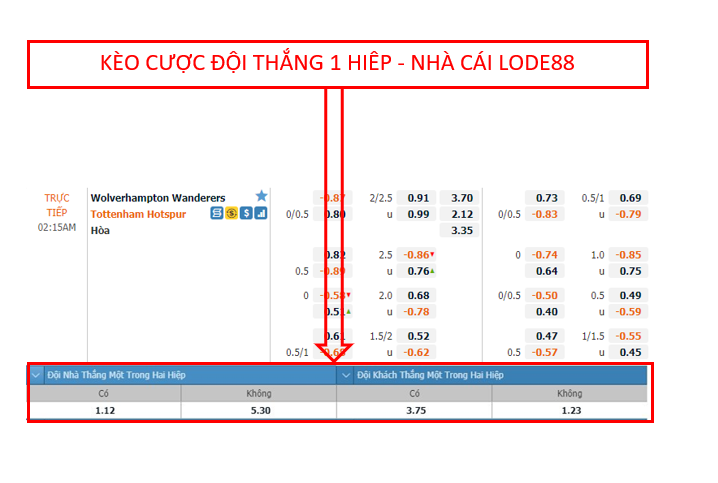 KÈO CƯỢC ĐỘI THẮNG 1 HIÊP - NHÀ CÁI LODE88
TRỰC TIẾP 02:15AM
Wolverhampton Wanderers -0.87 2/2.5 0.91 3.70 0.73 0.5/1 0.69
Tottenham Hotspur 0/0.5 0.80 u 0.99 2.12 0/0.5 -0.83 u -0.79
Hòa 3.35
0.82 2.5 -0.86 0 -0.74 1.0 -0.85
0.5 -0.89 u 0.76 0.64 u 0.75
0 -0.58 2.0 0.68 0/0.5 -0.50 0.5 0.49
0.51 u -0.78 0.40 u -0.59
0.61 1.5/2 0.52 0.47 1/1.5 -0.55
0.5/1 u -0.62 0.5 -0.57 u 0.45
Đội Nhà Thắng Một Trong Hai Hiệp Đội Khách Thắng Một Trong Hai Hiệp
Có Không Có Không
1.12 5.30 3.75 1.23